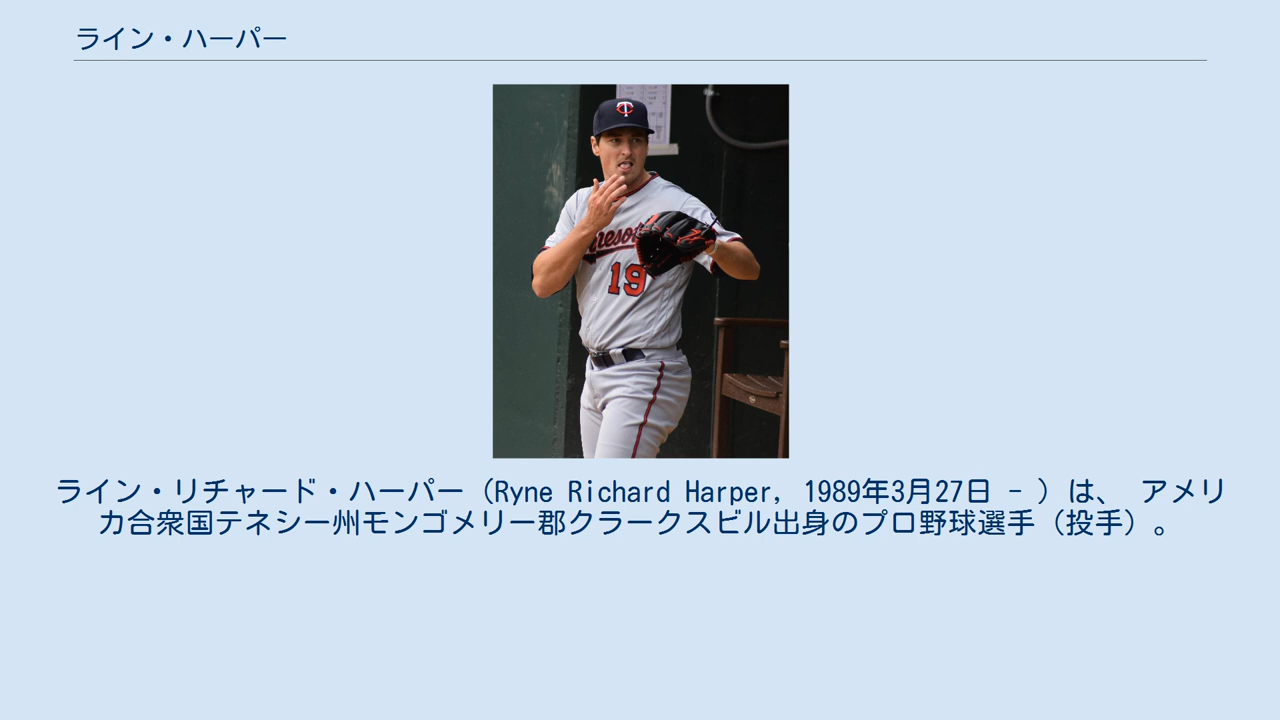 ライン・ハーパー
nesot
19
ライン・リチャード・ハーパー（Ryne Richard Harper, 1989年3月27日 - ）は、 アメリ
カ合衆国テネシー州モンゴメリー郡クラークスビル出身のプロ野球選手（投手）。